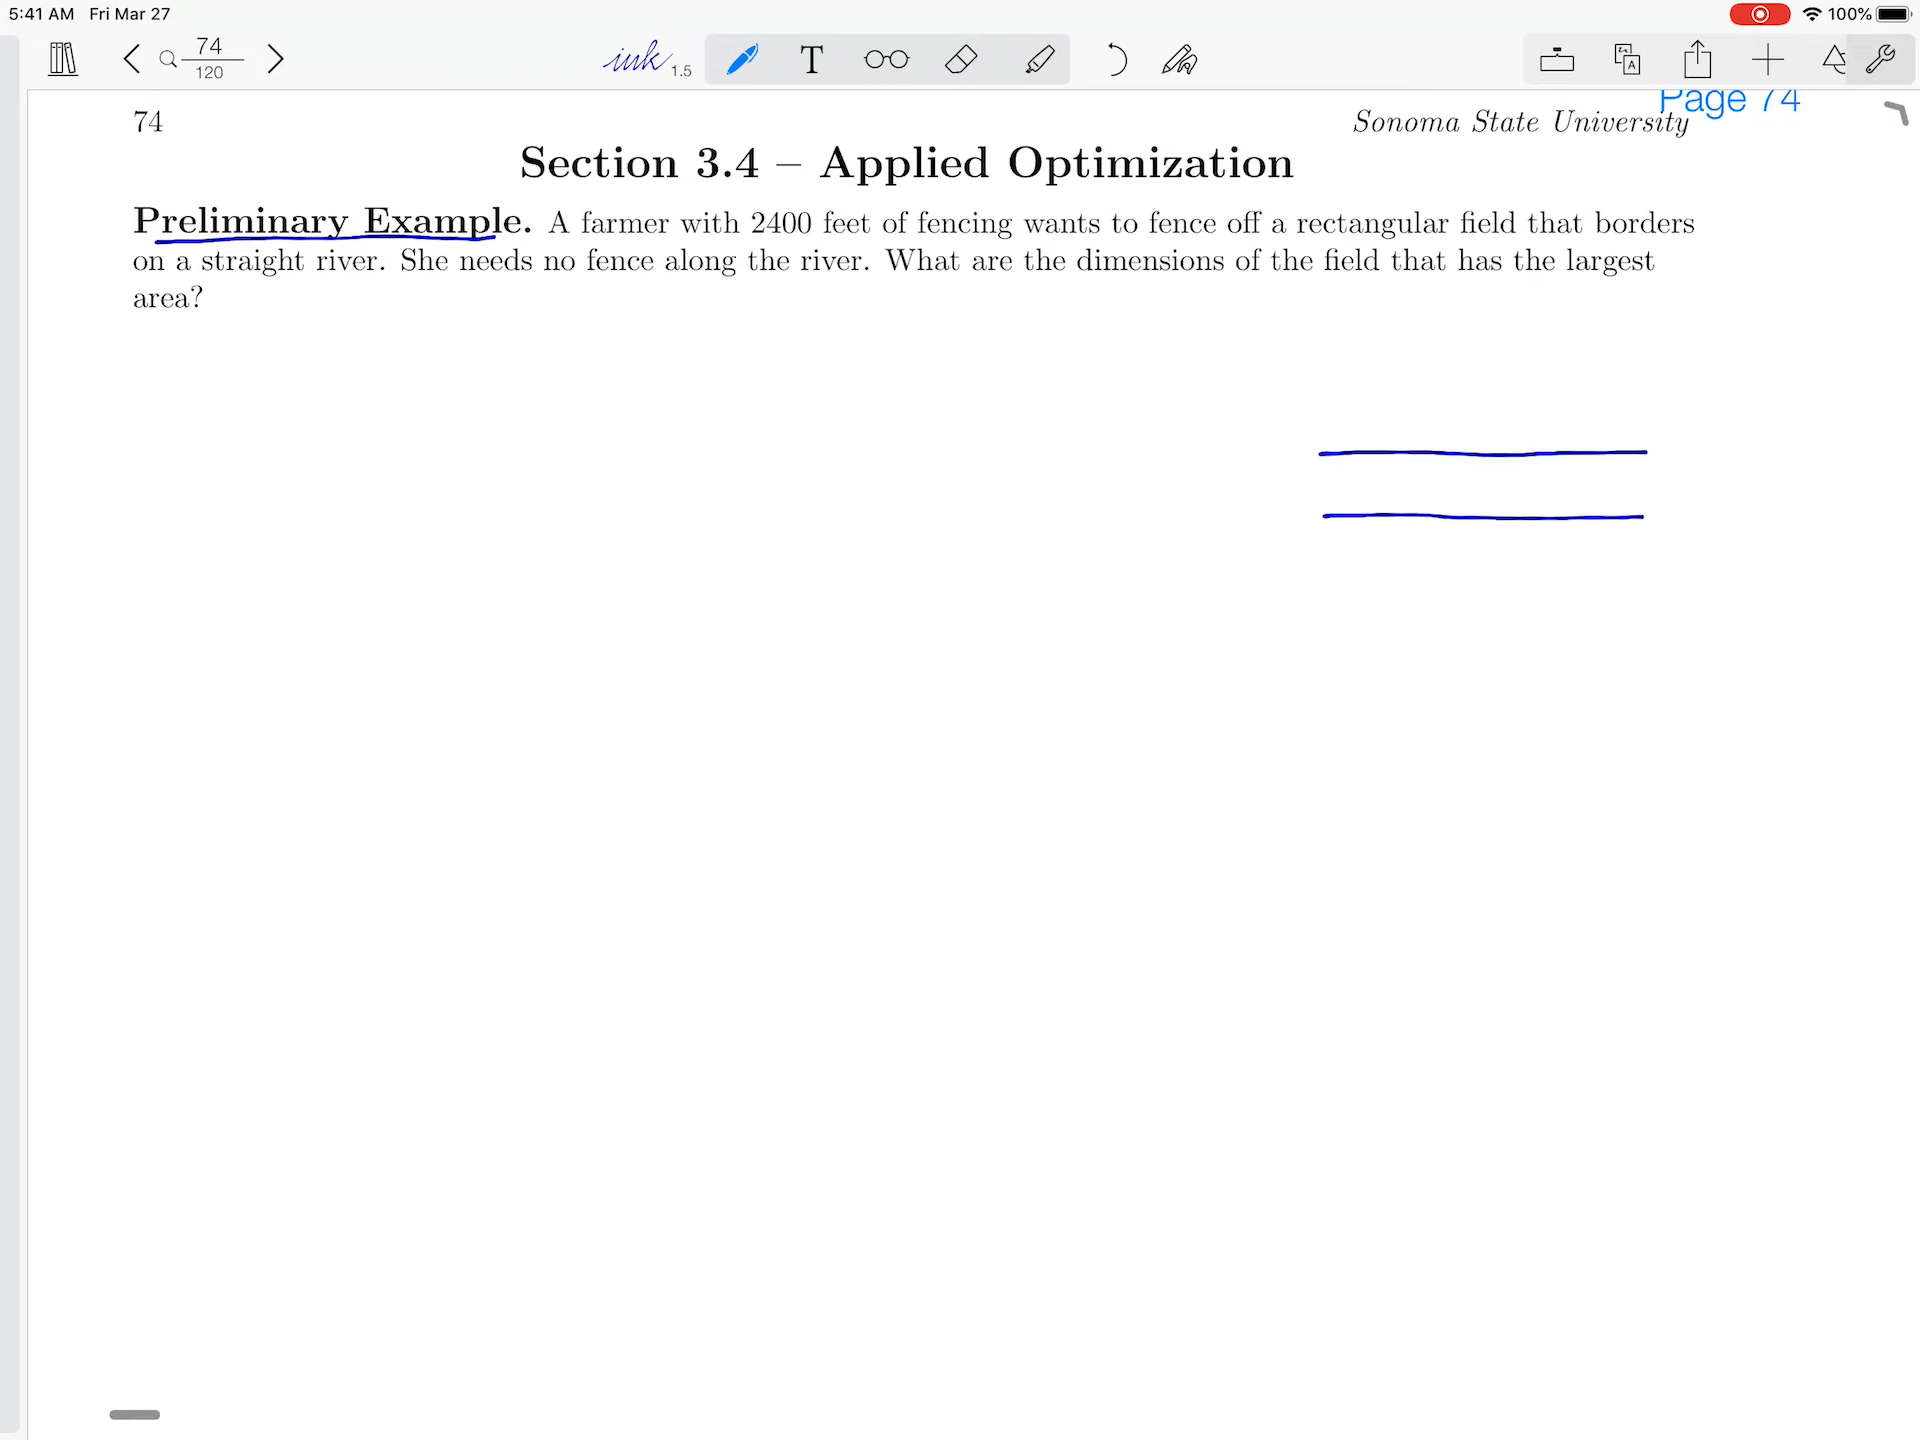 5:41 AM Fri Mar 27
100%
74
120
ink 1.5
T
A
Page 74
74
Sonoma State University
Section 3.4 – Applied Optimization
Preliminary Example. A farmer with 2400 feet of fencing wants to fence off a rectangular field that borders
on a straight river. She needs no fence along the river. What are the dimensions of the field that has the largest
area?